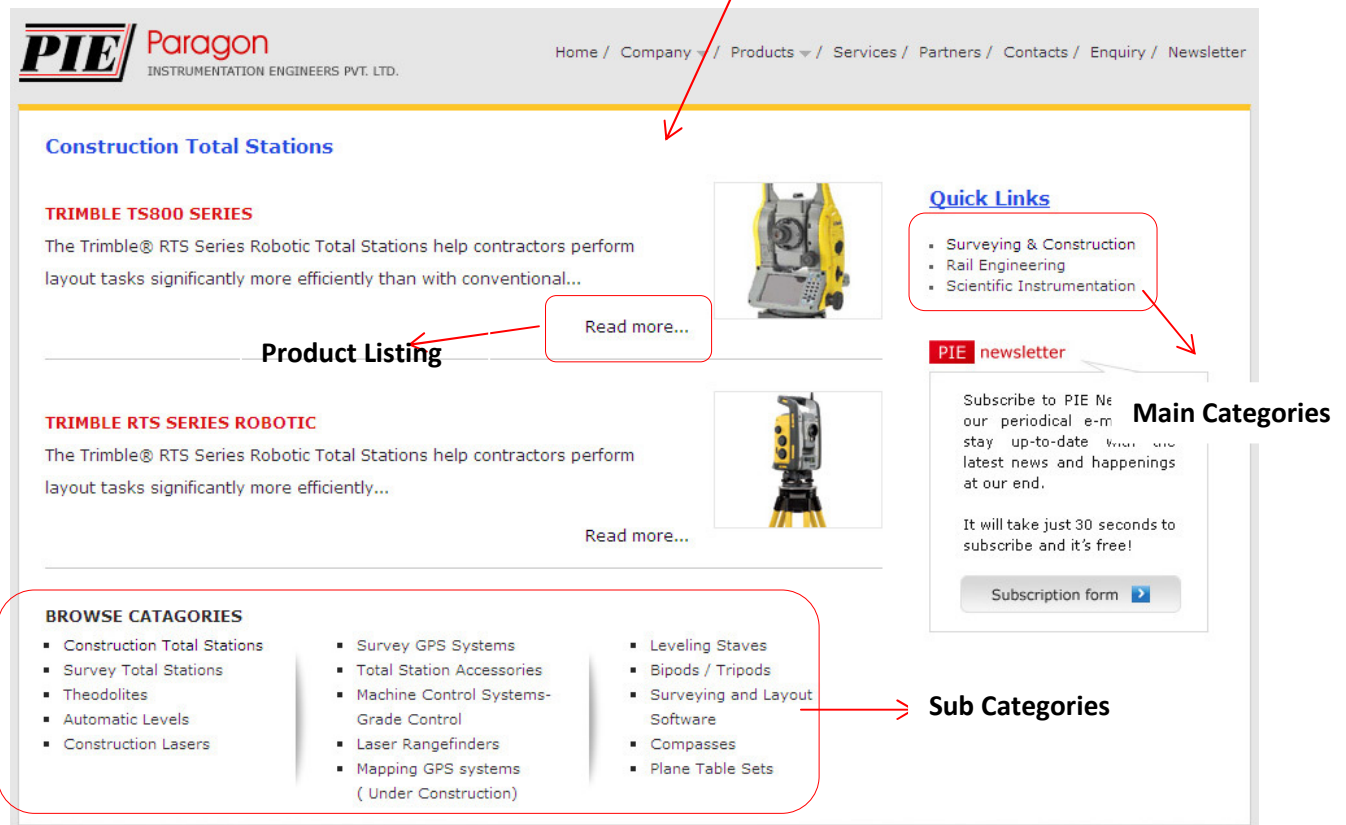 PIE Paragon
INSTRUMENTATION ENGINEERS PVT. LTD.
Home / Company / Products / Services / Partners / Contacts / Enquiry / Newsletter
Construction Total Stations
TRIMBLE TS800 SERIES
The Trimble® RTS Series Robotic Total Stations help contractors perform
layout tasks significantly more efficiently than with conventional...
Read more...
Product Listing
TRIMBLE RTS SERIES ROBOTIC
The Trimble® RTS Series Robotic Total Stations help contractors perform
layout tasks significantly more efficiently...
Read more...
Quick Links
Surveying & Construction
Rail Engineering
Scientific Instrumentation
PIE newsletter
Subscribe to PIE Ne
our periodical e-m
stay up-to-date with the
latest news and happenings
at our end.
It will take just 30 seconds to
subscribe and it's free!
Subscription form
Main Categories
BROWSE CATAGORIES
Construction Total Stations
Survey Total Stations
Theodolites
Automatic Levels
Construction Lasers
Survey GPS Systems
Total Station Accessories
Machine Control Systems-
Grade Control
Laser Rangefinders
Mapping GPS systems
( Under Construction)
Leveling Staves
Bipods / Tripods
Surveying and Layout
Software
Compasses
Plane Table Sets
Sub Categories